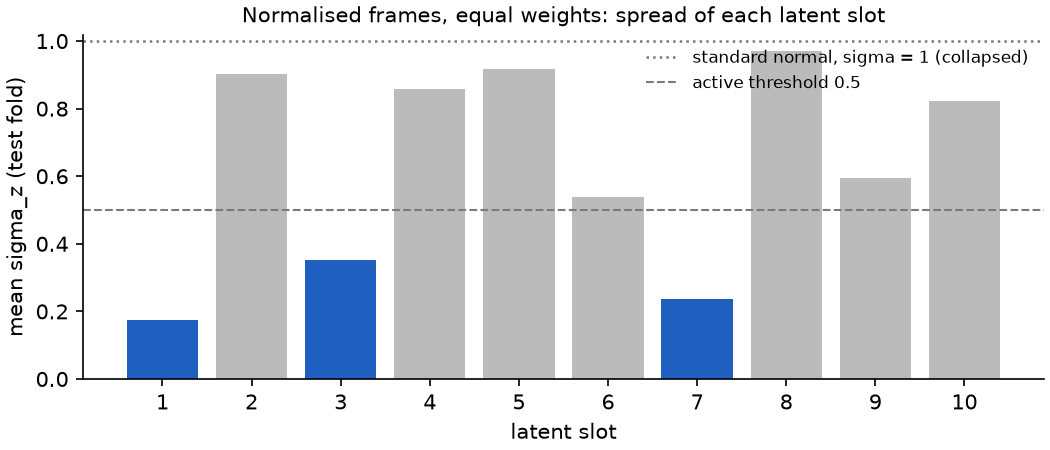 Normalised frames, equal weights: spread of each latent slot
standard normal, sigma = 1 (collapsed)
active threshold 0.5
mean sigma_z (test fold)
1.0
0.8
0.6
0.4
0.2
0.0
1 2 3 4 5 6 7 8 9 10
latent slot